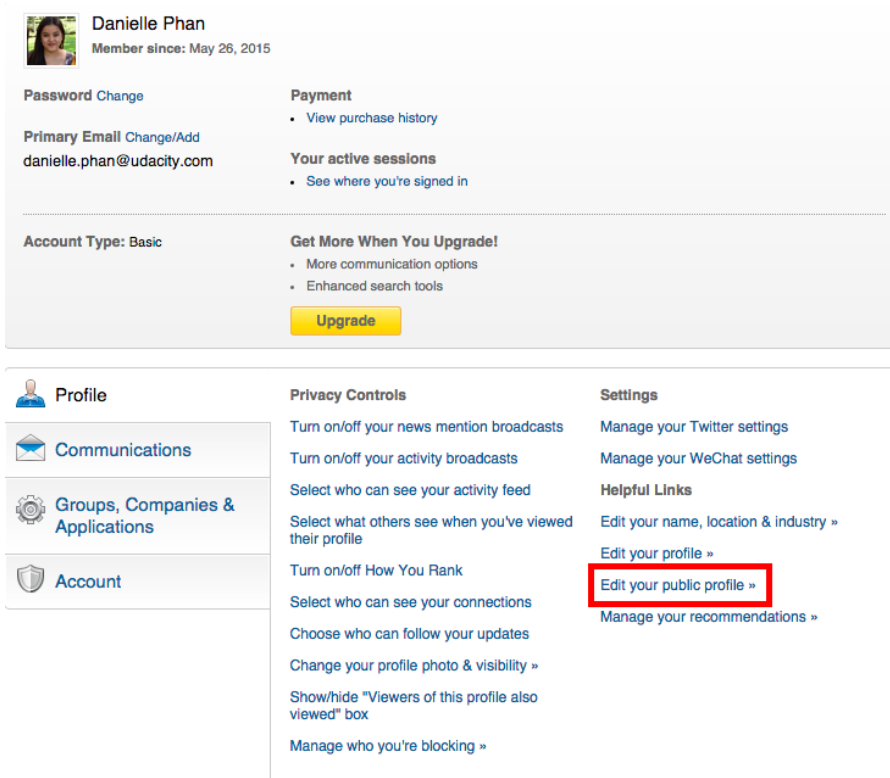 Danielle Phan
Member since: May 26, 2015
Password Change
Primary Email Change/Add
danielle.phan@udacity.com
Payment
• View purchase history
Your active sessions
• See where you're signed in
Account Type: Basic
Get More When You Upgrade!
• More communication options
• Enhanced search tools
Upgrade
Profile
Communications
Groups, Companies &
Applications
Account
Privacy Controls
Turn on/off your news mention broadcasts
Turn on/off your activity broadcasts
Select who can see your activity feed
Select what others see when you've viewed
their profile
Turn on/off How You Rank
Select who can see your connections
Choose who can follow your updates
Change your profile photo & visibility »
Show/hide "Viewers of this profile also
viewed" box
Manage who you're blocking »
Settings
Manage your Twitter settings
Manage your WeChat settings
Helpful Links
Edit your name, location & industry »
Edit your profile »
Edit your public profile »
Manage your recommendations »